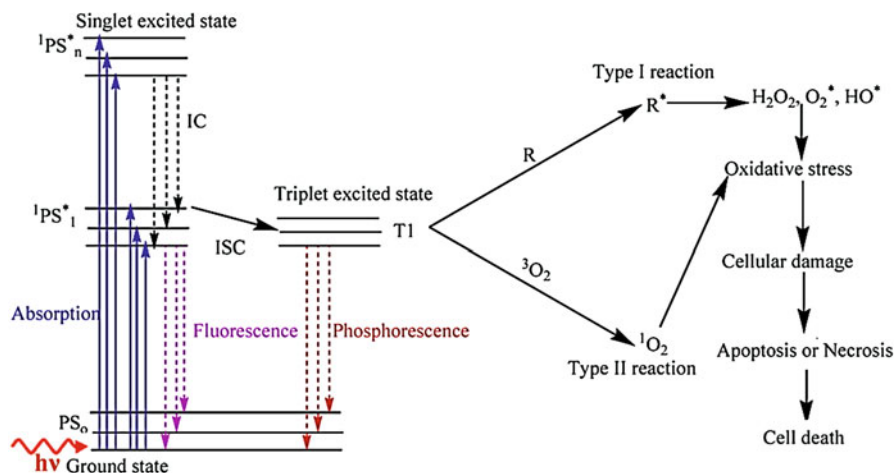 Singlet excited state
¹PS*ₙ
IC
¹PS*₁
ISC
Absorption
Fluorescence
Phosphorescence
PS₀
hν
Ground state
Triplet excited state
T1
R
³O₂
Type I reaction
R*
H₂O₂, O₂*, HO*
Oxidative stress
¹O₂
Type II reaction
Cellular damage
Apoptosis or Necrosis
Cell death